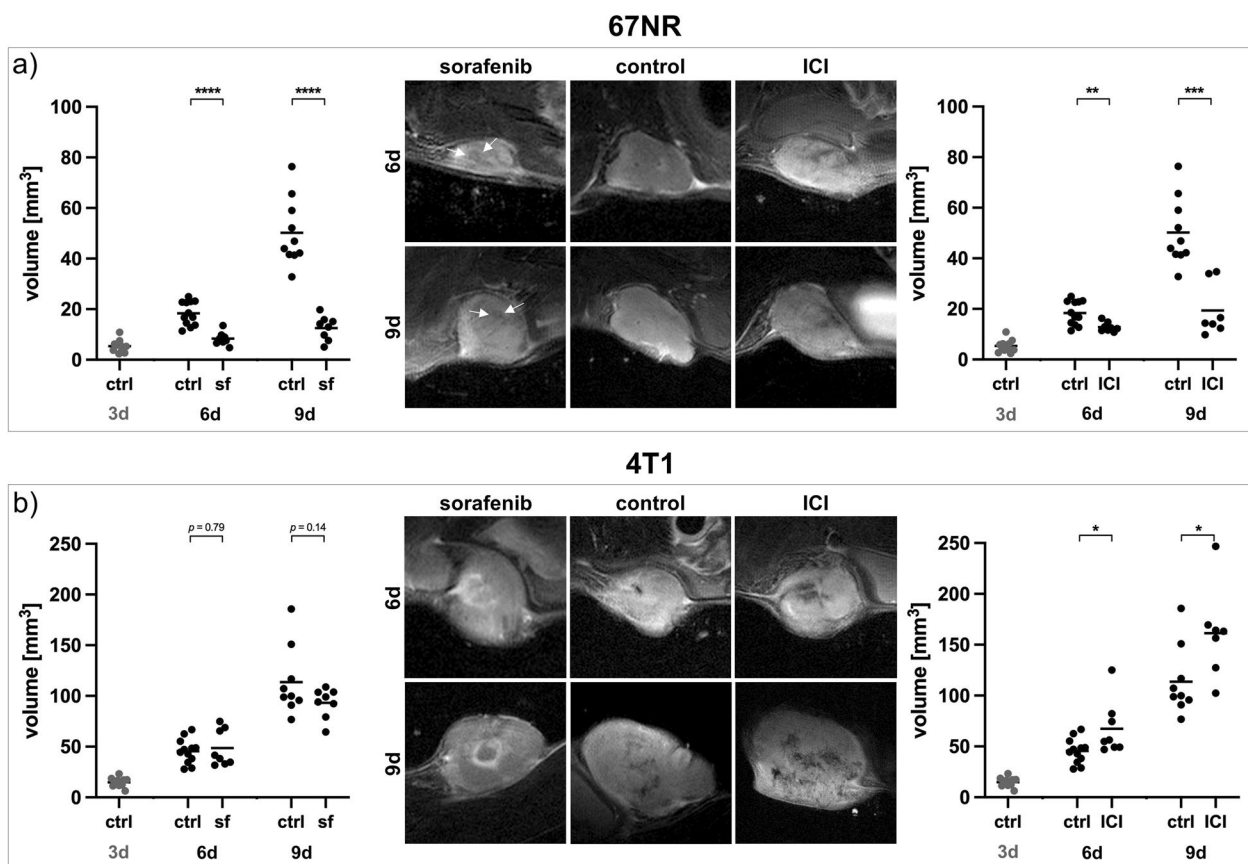 67NR
a)
volume [mm³]
100
80
60
40
20
0
**** ****
ctrl ctrl sf ctrl sf
3d 6d 9d
sorafenib control ICI
6d
9d
volume [mm³]
100
80
60
40
20
0
** ***
ctrl ctrl ICI ctrl ICI
3d 6d 9d
4T1
b)
volume [mm³]
250
200
150
100
50
0
p = 0.79 p = 0.14
ctrl ctrl sf ctrl sf
3d 6d 9d
sorafenib control ICI
6d
9d
volume [mm³]
250
200
150
100
50
0
* *
ctrl ctrl ICI ctrl ICI
3d 6d 9d